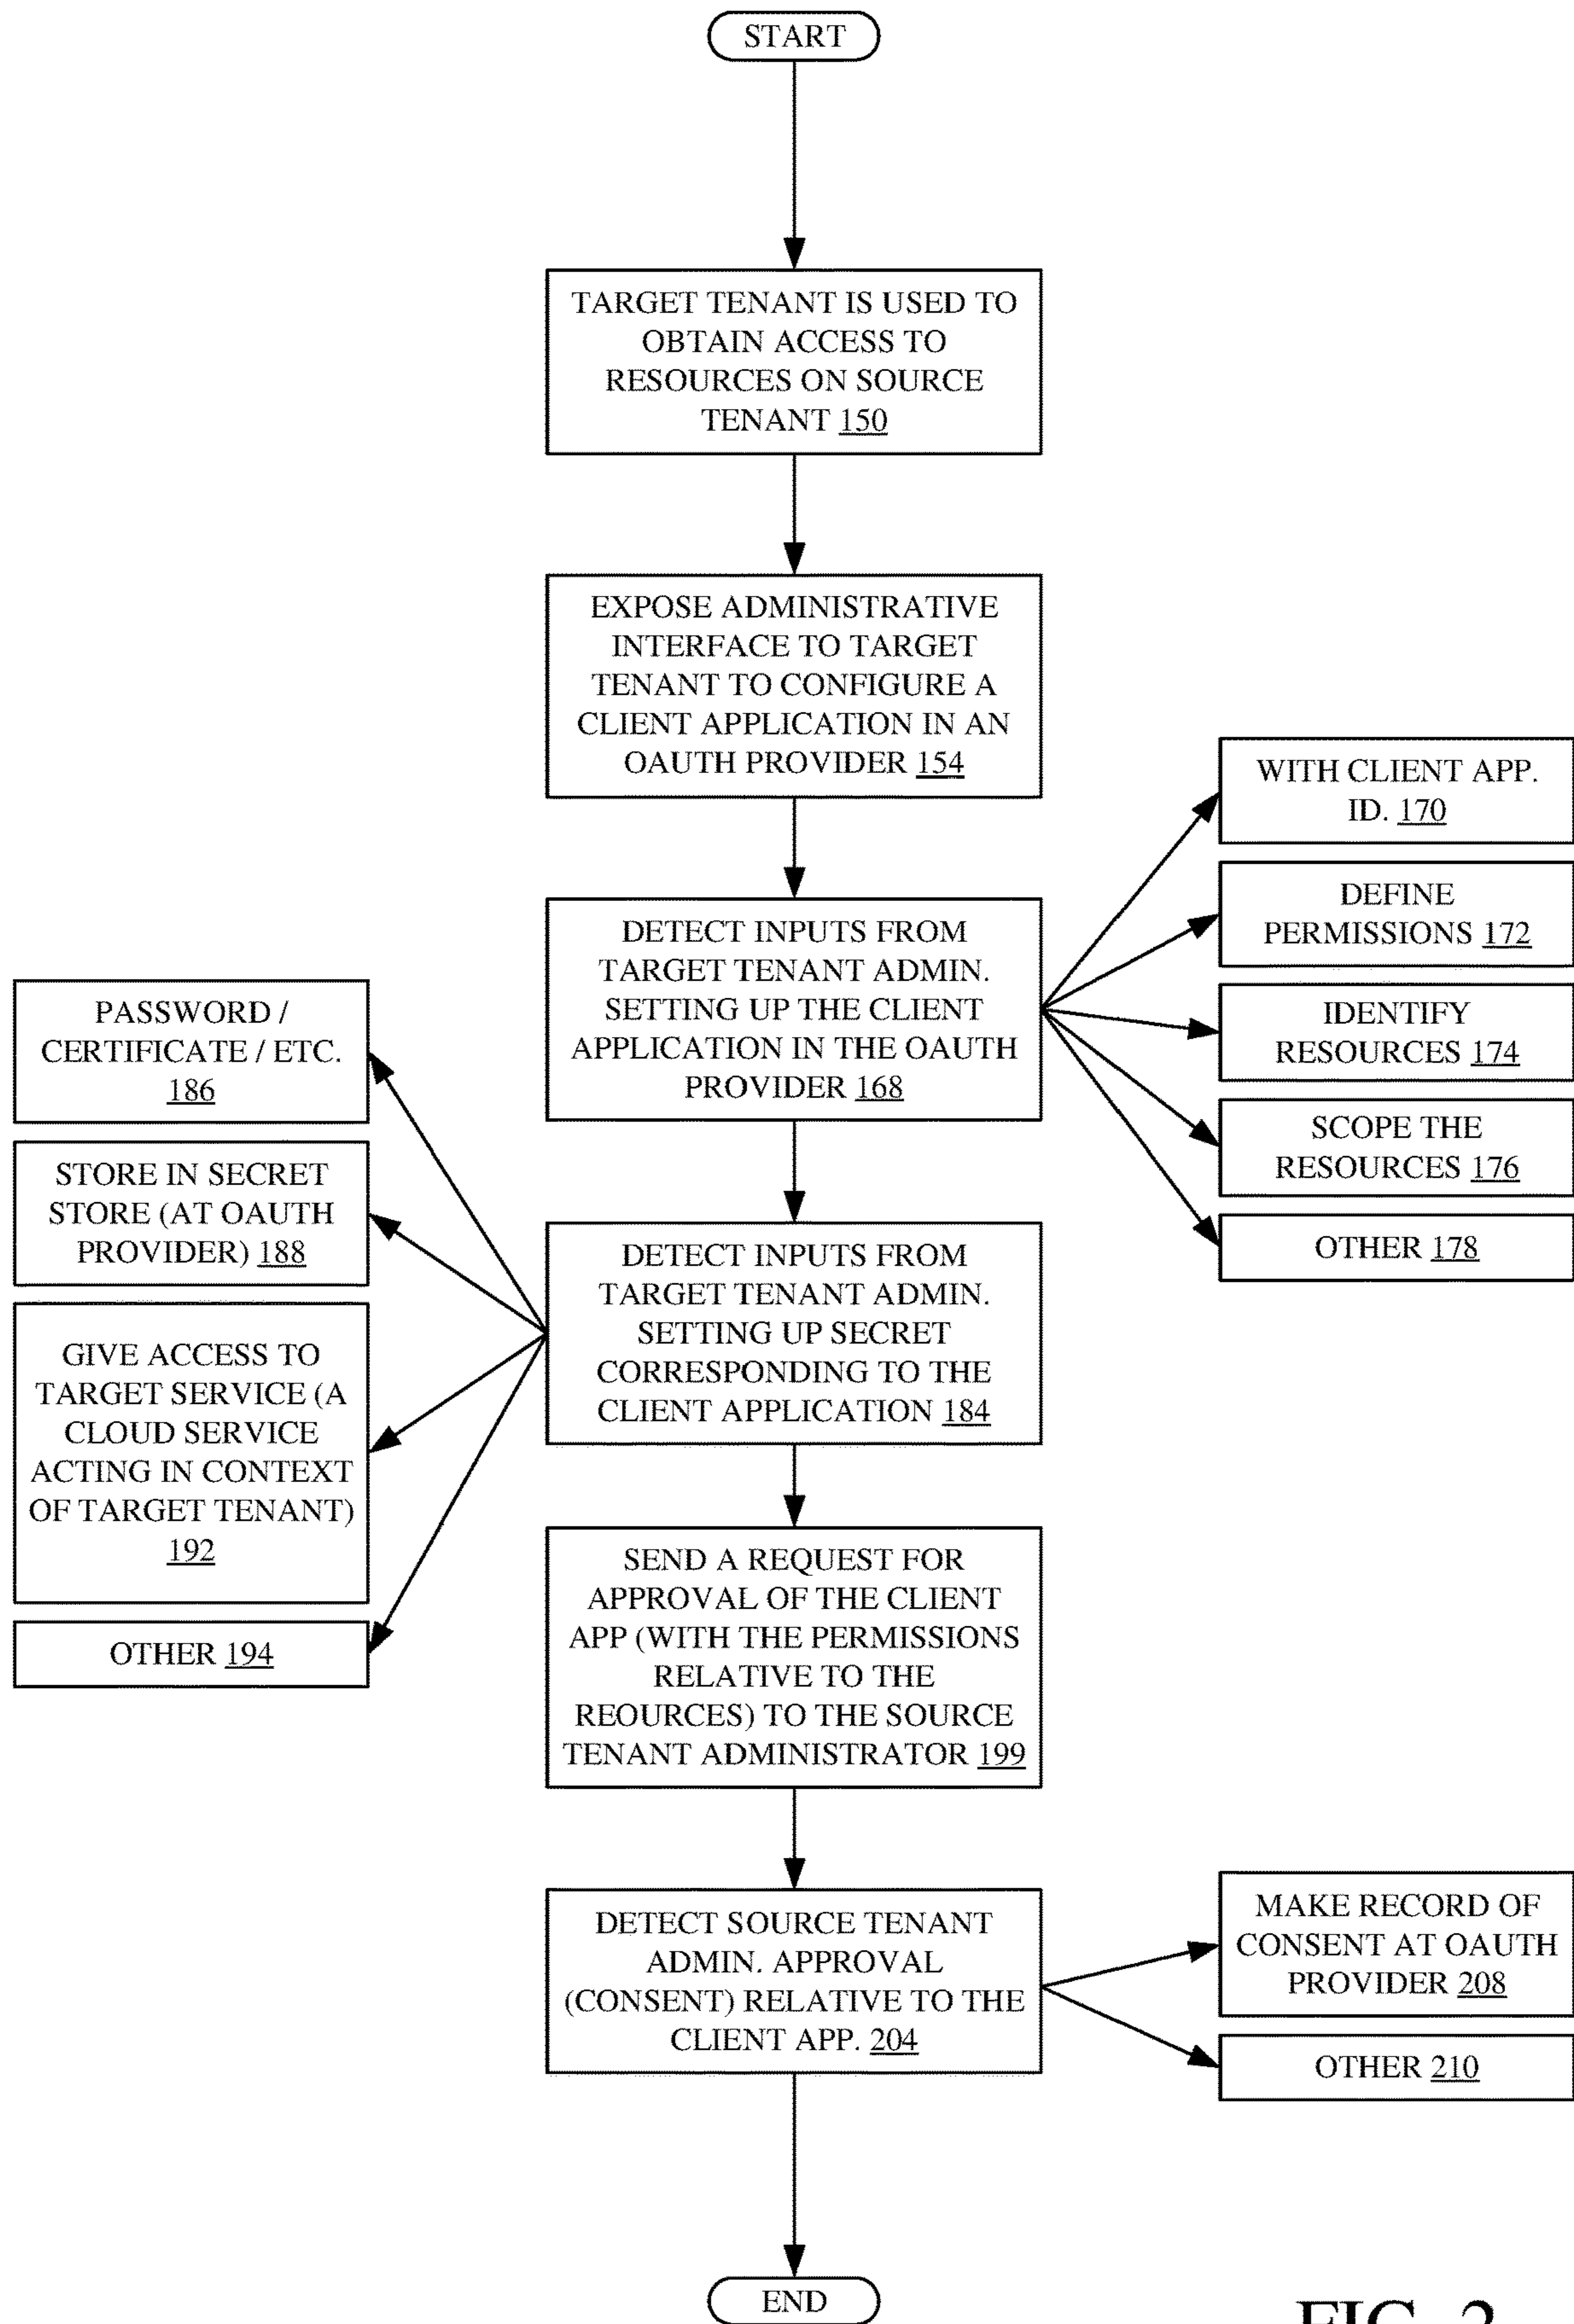 START
TARGET TENANT IS USED TO
OBTAIN ACCESS TO
RESOURCES ON SOURCE
TENANT 150
EXPOSE ADMINISTRATIVE
INTERFACE TO TARGET
TENANT TO CONFIGURE A
CLIENT APPLICATION IN AN
OAUTH PROVIDER 154
DETECT INPUTS FROM
TARGET TENANT ADMIN.
SETTING UP THE CLIENT
APPLICATION IN THE OAUTH
PROVIDER 168
WITH CLIENT APP.
ID. 170
DEFINE
PERMISSIONS 172
IDENTIFY
RESOURCES 174
SCOPE THE
RESOURCES 176
OTHER 178
DETECT INPUTS FROM
TARGET TENANT ADMIN.
SETTING UP SECRET
CORRESPONDING TO THE
CLIENT APPLICATION 184
PASSWORD /
CERTIFICATE / ETC.
186
STORE IN SECRET
STORE (AT OAUTH
PROVIDER) 188
GIVE ACCESS TO
TARGET SERVICE (A
CLOUD SERVICE
ACTING IN CONTEXT
OF TARGET TENANT)
192
OTHER 194
SEND A REQUEST FOR
APPROVAL OF THE CLIENT
APP (WITH THE PERMISSIONS
RELATIVE TO THE
REOURCES) TO THE SOURCE
TENANT ADMINISTRATOR 199
DETECT SOURCE TENANT
ADMIN. APPROVAL
(CONSENT) RELATIVE TO THE
CLIENT APP. 204
MAKE RECORD OF
CONSENT AT OAUTH
PROVIDER 208
OTHER 210
END
FIG. 2